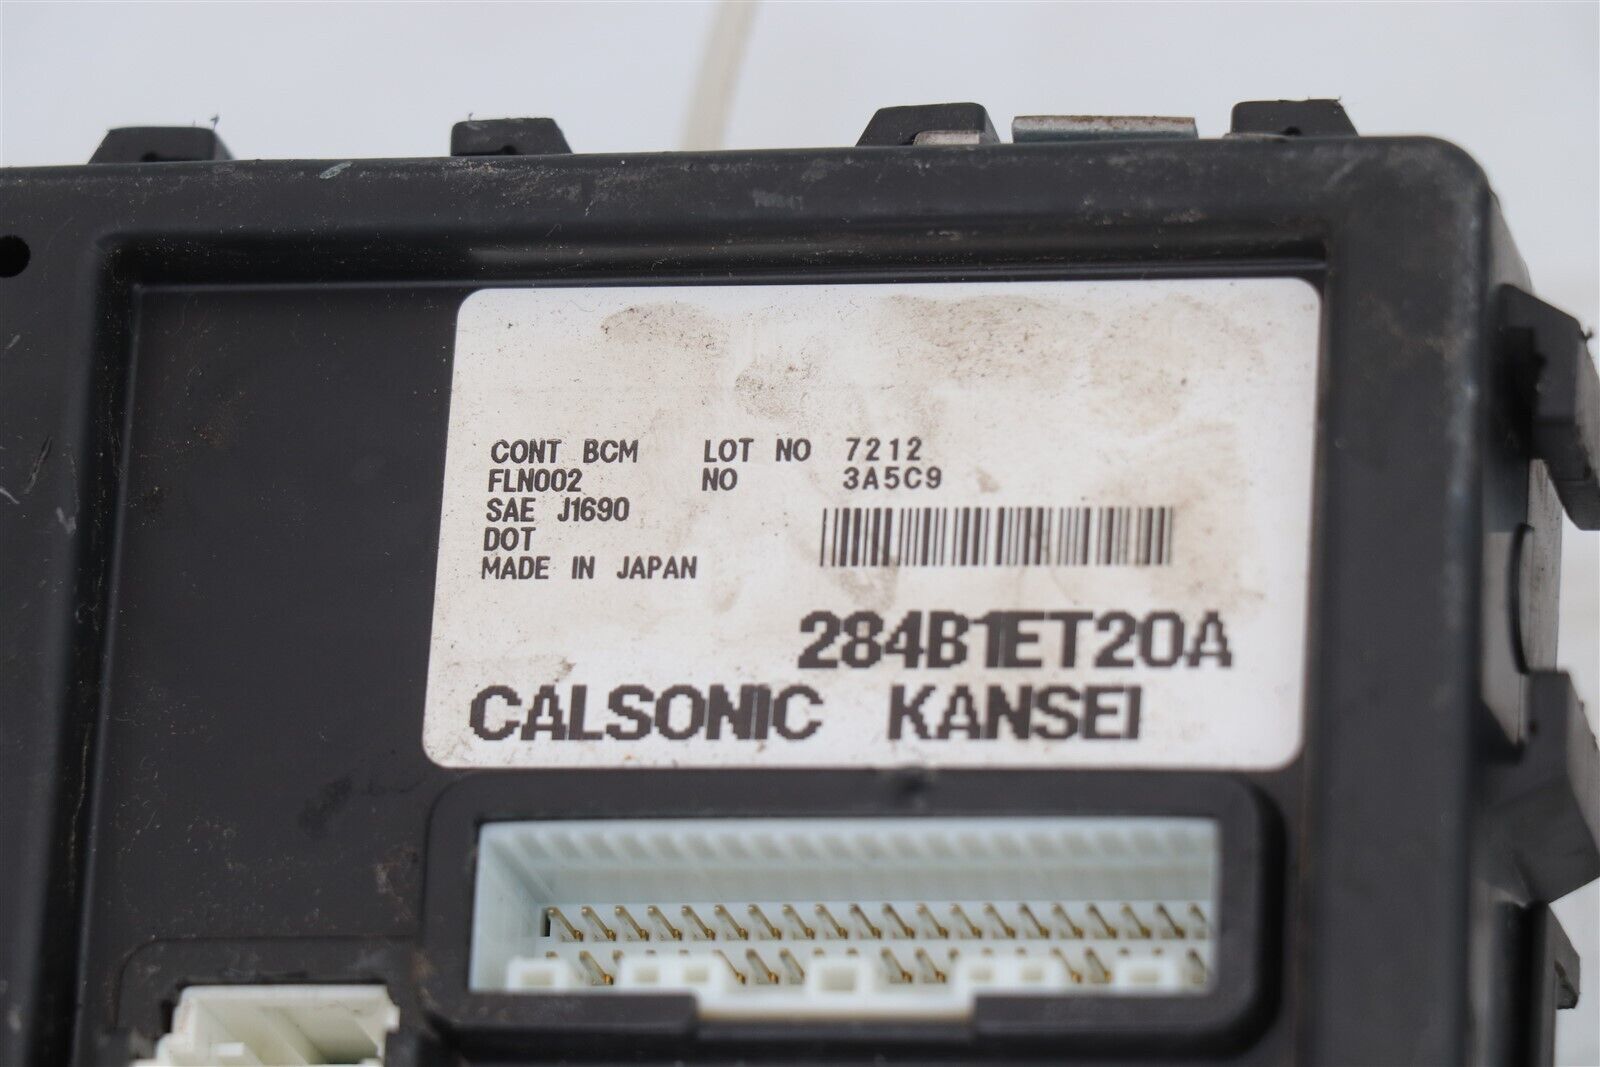 CONT BCM LOT NO 7212
FLN002 NO 3A5C9
SAE J1690
DOT
MADE IN JAPAN
284B1ET20A
CALSONIC KANSEI